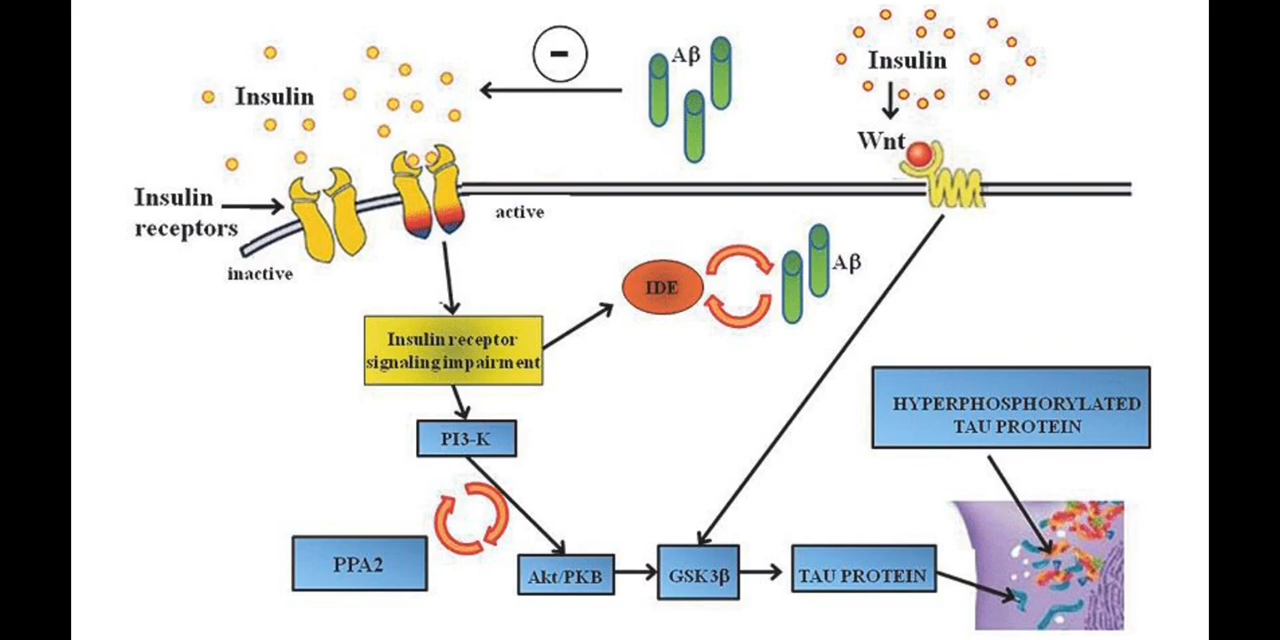 Insulin
−
Aβ
Insulin
Wnt
Insulin
receptors
active
inactive
IDE
Aβ
Insulin receptor
signaling impairment
PI3-K
HYPERPHOSPHORYLATED
TAU PROTEIN
PPA2
Akt/PKB
GSK3β
TAU PROTEIN